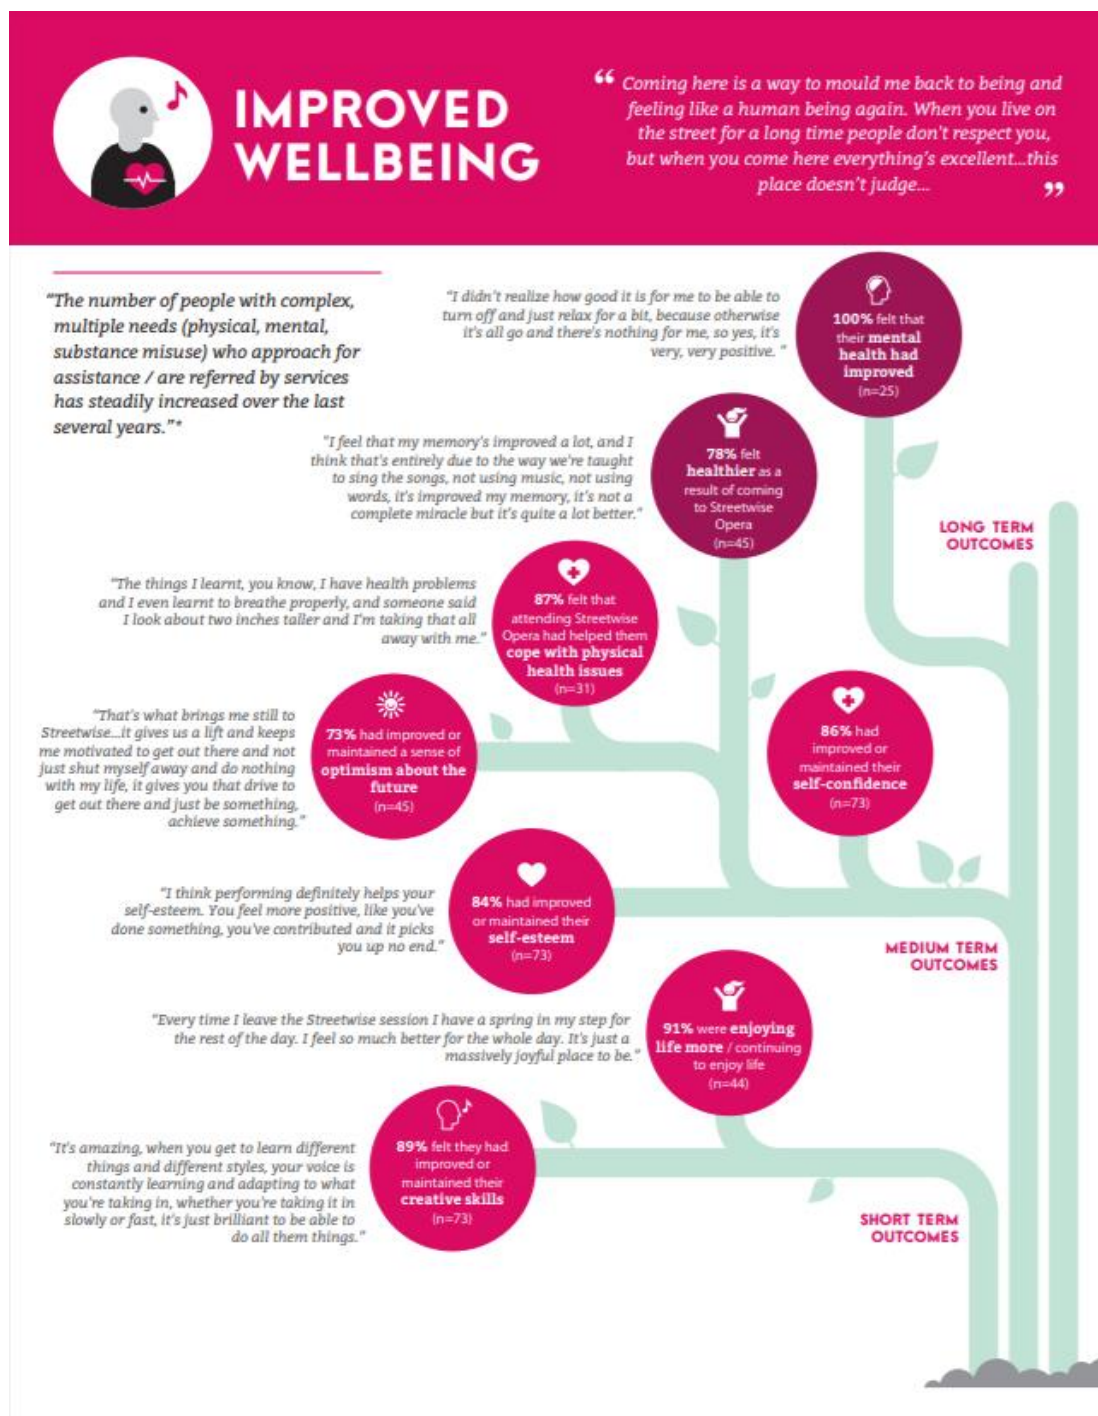 IMPROVED
WELLBEING
“ Coming here is a way to mould me back to being and
feeling like a human being again. When you live on
the street for a long time people don't respect you,
but when you come here everything's excellent...this
place doesn't judge... ”
"The number of people with complex,
multiple needs (physical, mental,
substance misuse) who approach for
assistance / are referred by services
has steadily increased over the last
several years."*
"I didn't realize how good it is for me to be able to
turn off and just relax for a bit, because otherwise
it's all go and there's nothing for me, so yes, it's
very, very positive. "
100% felt that
their mental
health had
improved
(n=25)
"I feel that my memory's improved a lot, and I
think that's entirely due to the way we're taught
to sing the songs, not using music, not using
words, it's improved my memory, it's not a
complete miracle but it's quite a lot better."
78% felt
healthier as a
result of coming
to Streetwise
Opera
(n=45)
LONG TERM
OUTCOMES
"The things I learnt, you know, I have health problems
and I even learnt to breathe properly, and someone said
I look about two inches taller and I'm taking that all
away with me."
87% felt that
attending Streetwise
Opera had helped them
cope with physical
health issues
(n=31)
"That's what brings me still to
Streetwise...it gives us a lift and keeps
me motivated to get out there and not
just shut myself away and do nothing
with my life, it gives you that drive to
get out there and just be something,
achieve something."
73% had improved or
maintained a sense of
optimism about the
future
(n=45)
86% had
improved or
maintained their
self-confidence
(n=73)
"I think performing definitely helps your
self-esteem. You feel more positive, like you've
done something, you've contributed and it picks
you up no end."
84% had improved
or maintained their
self-esteem
(n=73)
MEDIUM TERM
OUTCOMES
"Every time I leave the Streetwise session I have a spring in my step for
the rest of the day. I feel so much better for the whole day. It's just a
massively joyful place to be."
91% were enjoying
life more / continuing
to enjoy life
(n=44)
"It's amazing, when you get to learn different
things and different styles, your voice is
constantly learning and adapting to what
you're taking in, whether you're taking it in
slowly or fast, it's just brilliant to be able to
do all them things."
89% felt they had
improved or
maintained their
creative skills
(n=73)
SHORT TERM
OUTCOMES